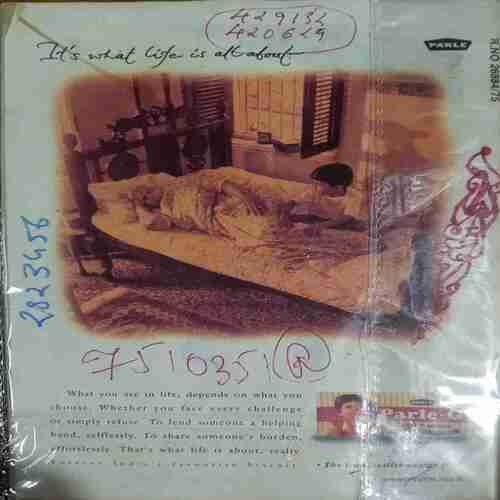 429132
420629
It's what life is all about
PARLE
2823456
7510351 R
What you see in life, depends on what you
choose. Whether you face every challenge
or simply refuse. To lend someone a helping
hand, selflessly. To share someone's burden,
effortlessly. That's what life is about, really
Parle-G